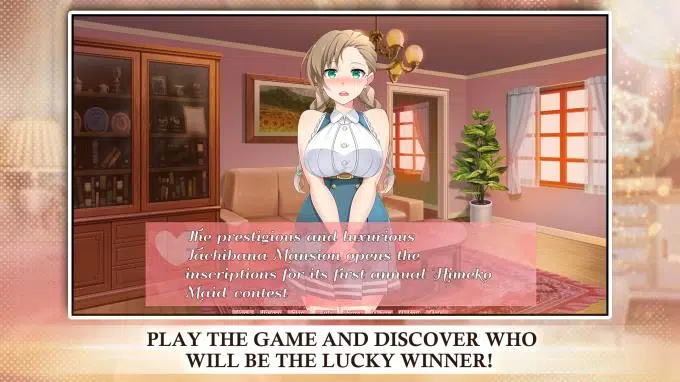 The prestigious and luxurious
Tachibana Mansion opens the
inscriptions for its first annual Himeko
Maid contest
PLAY THE GAME AND DISCOVER WHO
WILL BE THE LUCKY WINNER!